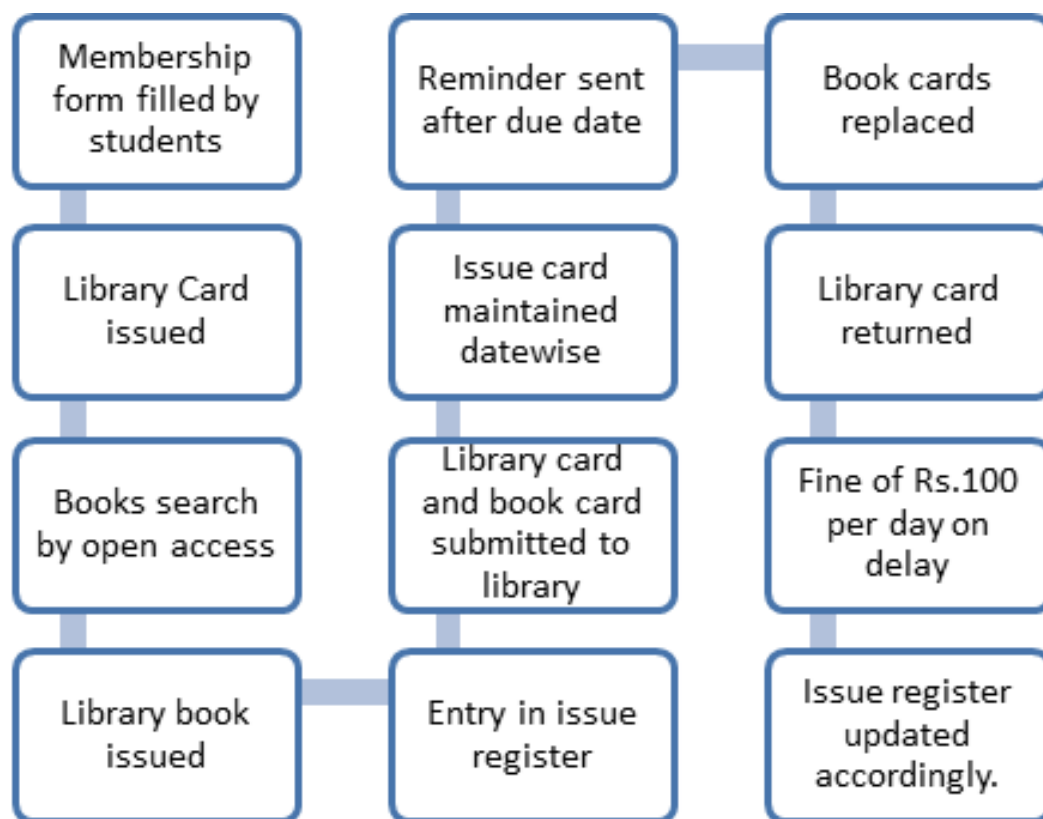 Membership
form filled by
students
Library Card
issued
Books search
by open access
Library book
issued
Entry in issue
register
Library card
and book card
submitted to
library
Issue card
maintained
datewise
Reminder sent
after due date
Book cards
replaced
Library card
returned
Fine of Rs.100
per day on
delay
Issue register
updated
accordingly.